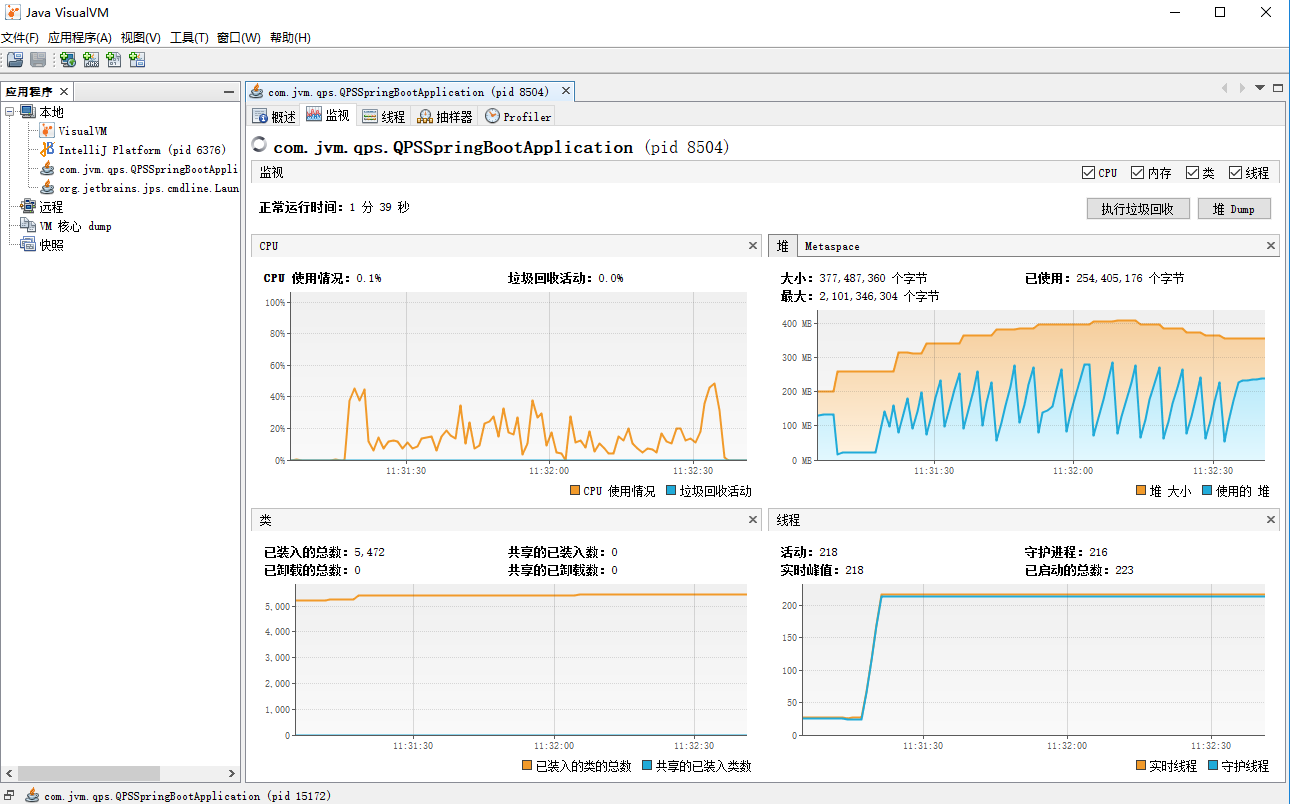 Java VisualVM
文件(F) 应用程序(A) 视图(V) 工具(T) 窗口(W) 帮助(H)
应用程序
本地
VisualVM
IntelliJ Platform (pid 6376)
com.jvm.qps.QPSSpringBootAppli
org.jetbrains.jps.cmdline.Laun
远程
VM 核心 dump
快照
com.jvm.qps.QPSSpringBootApplication (pid 8504)
概述 监视 线程 抽样器 Profiler
com.jvm.qps.QPSSpringBootApplication (pid 8504)
监视 CPU 内存 类 线程
正常运行时间：1 分 39 秒 执行垃圾回收 堆 Dump
CPU
CPU 使用情况：0.1% 垃圾回收活动：0.0%
100%
80%
60%
40%
20%
0%
11:31:30 11:32:00 11:32:30
CPU 使用情况 垃圾回收活动
堆 Metaspace
大小：377,487,360 个字节 已使用：254,405,176 个字节
最大：2,101,346,304 个字节
400 MB
300 MB
200 MB
100 MB
0 MB
11:31:30 11:32:00 11:32:30
堆 大小 使用的 堆
类
已装入的总数：5,472 共享的已装入数：0
已卸载的总数：0 共享的已卸载数：0
5,000
4,000
3,000
2,000
1,000
0
11:31:30 11:32:00 11:32:30
已装入的类的总数 共享的已装入类数
线程
活动：218 守护进程：216
实时峰值：218 已启动的总数：223
200
150
100
50
0
11:31:30 11:32:00 11:32:30
实时线程 守护线程
com.jvm.qps.QPSSpringBootApplication (pid 15172)